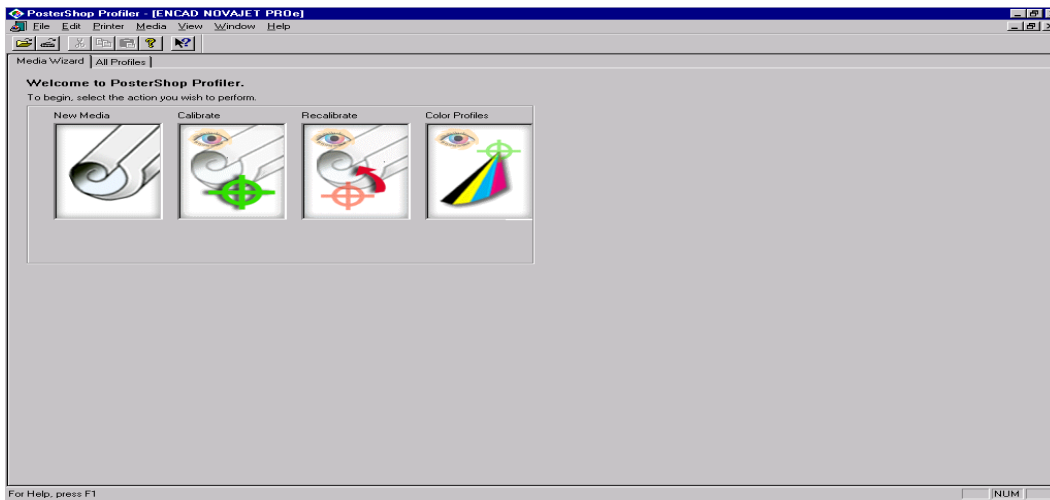 PosterShop Profiler - [ENCAD NOVAJET PROe]
File Edit Printer Media View Window Help
Media Wizard All Profiles
Welcome to PosterShop Profiler.
To begin, select the action you wish to perform.
New Media Calibrate Recalibrate Color Profiles
For Help, press F1 NUM